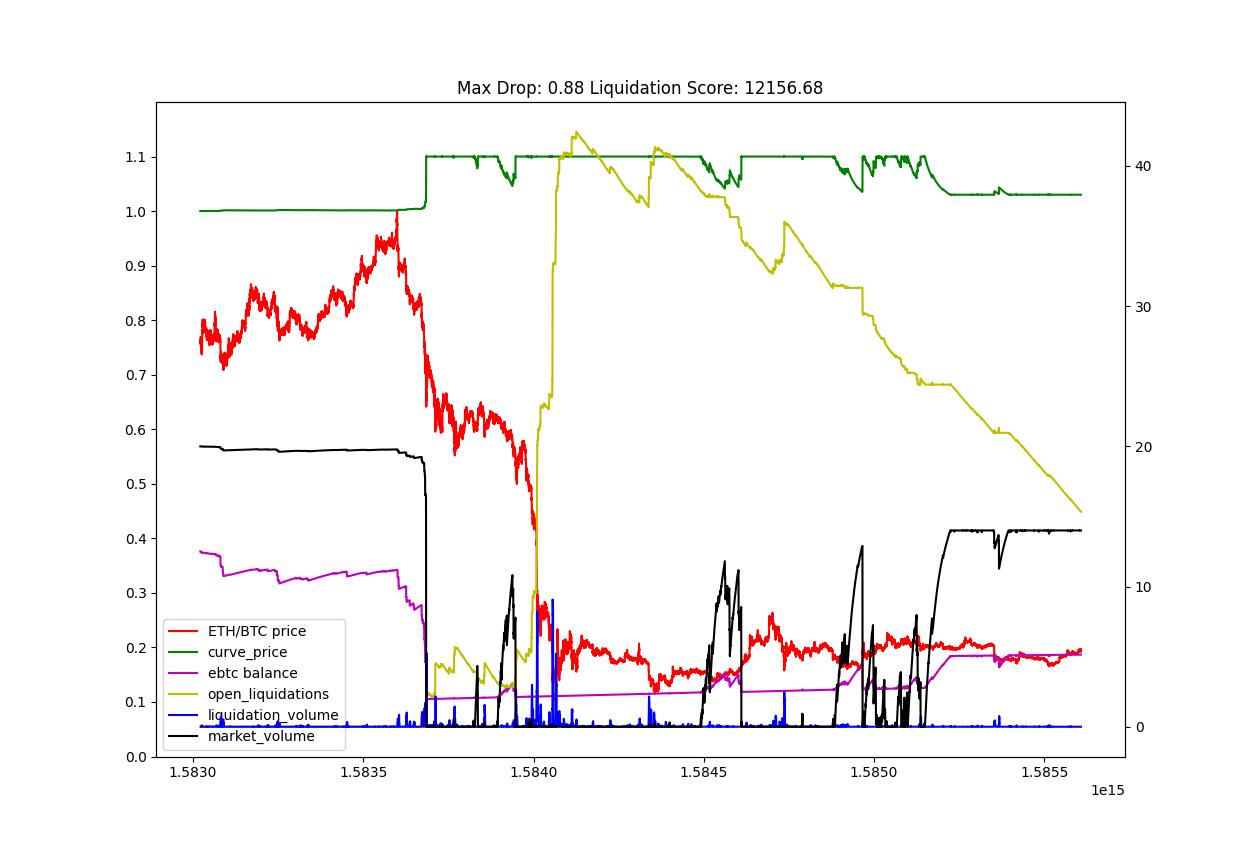 Max Drop: 0.88 Liquidation Score: 12156.68
1.1
1.0
0.9
0.8
0.7
0.6
0.5
0.4
0.3
0.2
0.1
0.0
40
30
20
10
0
ETH/BTC price
curve_price
ebtc balance
open_liquidations
liquidation_volume
market_volume
1.5830 1.5835 1.5840 1.5845 1.5850 1.5855
1e15